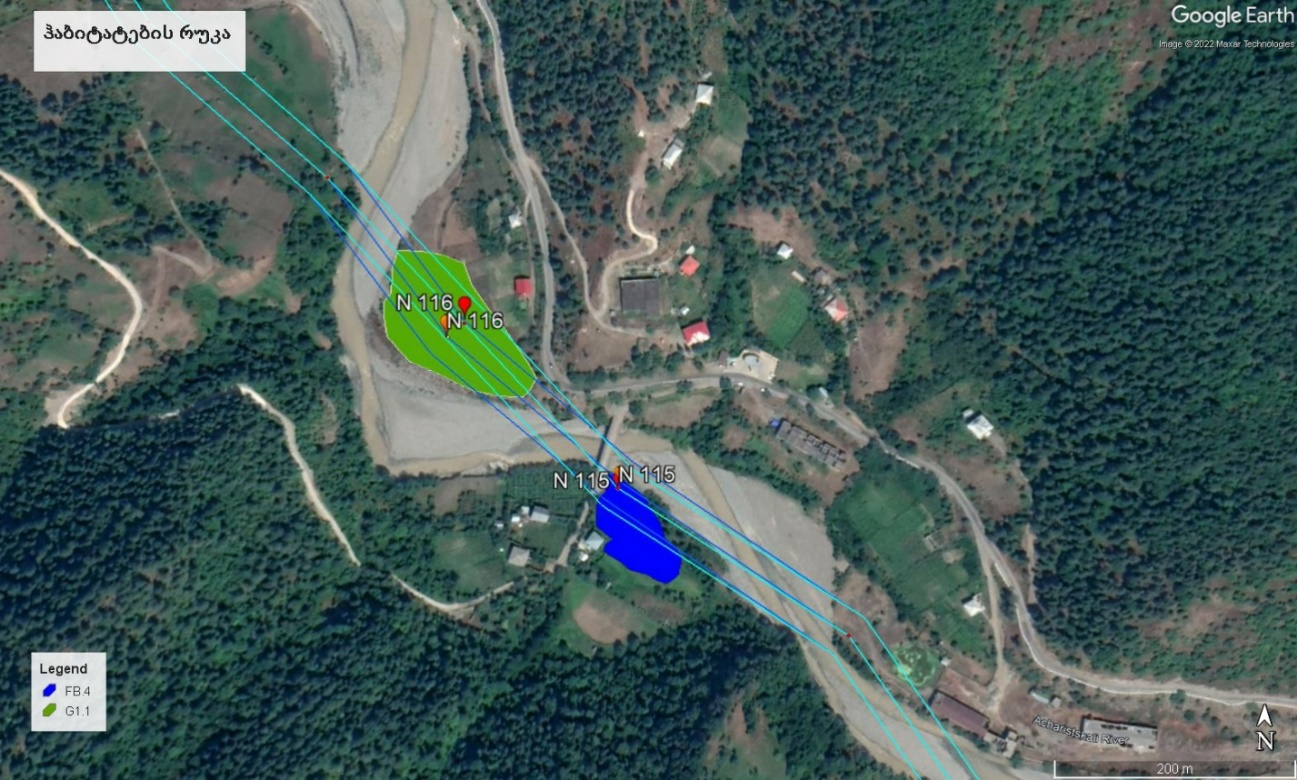 ჰაბიტატების რუკა
Google Earth
Image © 2022 Maxar Technologies
N 116
N 116
N 115
N 115
Legend
FB.4
G1.1
Acharistskali River
N
200 m